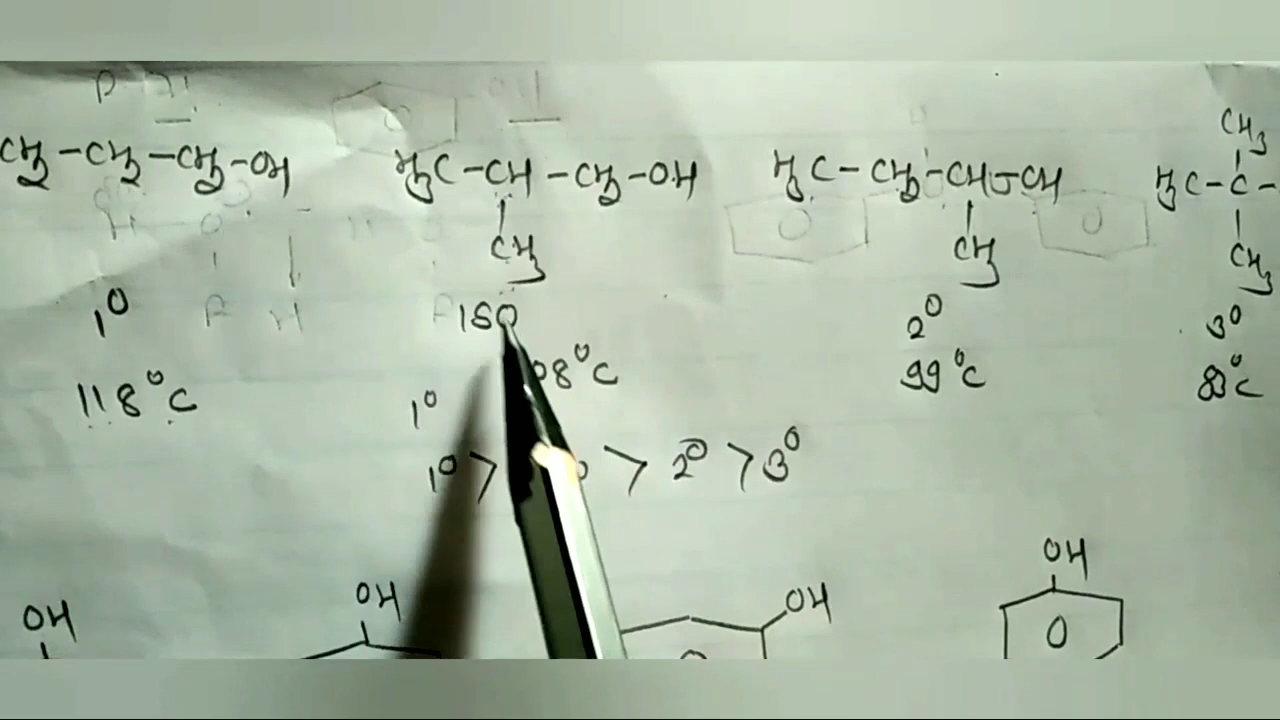 CH2-CH2-CH2-OH
H3C-CH-CH2-OH
CH3
H3C-CH2-CH-OH
CH3
CH3
H3C-C-
CH3
1° ISO 2° 3°
118°C 08°C 99°C 83°C
1°
1° > > 2° > 3°
OH OH OH OH